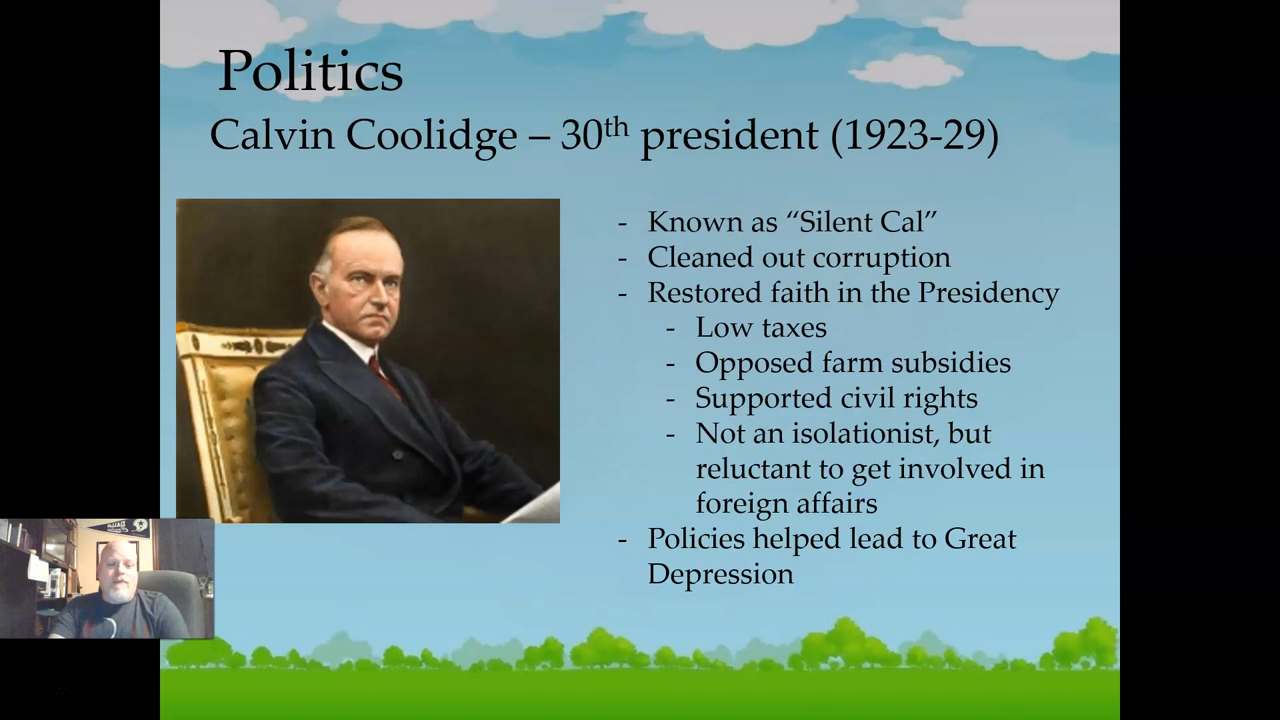 Politics
Calvin Coolidge – 30th president (1923-29)
- Known as “Silent Cal”
- Cleaned out corruption
- Restored faith in the Presidency
- Low taxes
- Opposed farm subsidies
- Supported civil rights
- Not an isolationist, but
reluctant to get involved in
foreign affairs
- Policies helped lead to Great
Depression